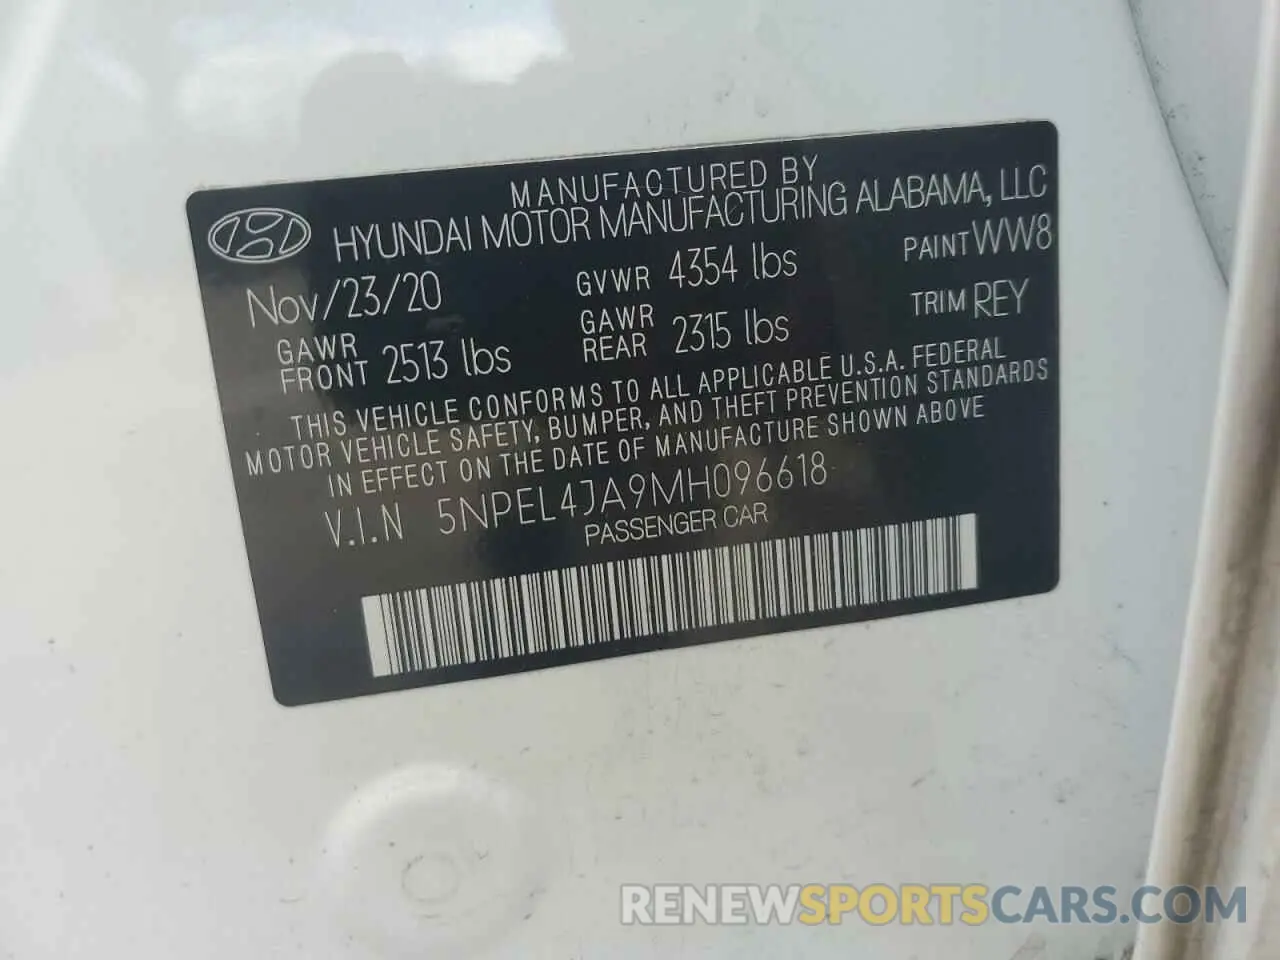 MANUFACTURED BY
HYUNDAI MOTOR MANUFACTURING ALABAMA, LLC
Nov/23/20 GVWR 4354 lbs PAINT WW8
GAWR FRONT 2513 lbs GAWR REAR 2315 lbs TRIM REY
THIS VEHICLE CONFORMS TO ALL APPLICABLE U.S.A. FEDERAL
MOTOR VEHICLE SAFETY, BUMPER, AND THEFT PREVENTION STANDARDS
IN EFFECT ON THE DATE OF MANUFACTURE SHOWN ABOVE
V.I.N 5NPEL4JA9MH096618
PASSENGER CAR
RENEWSPORTSCARS.COM